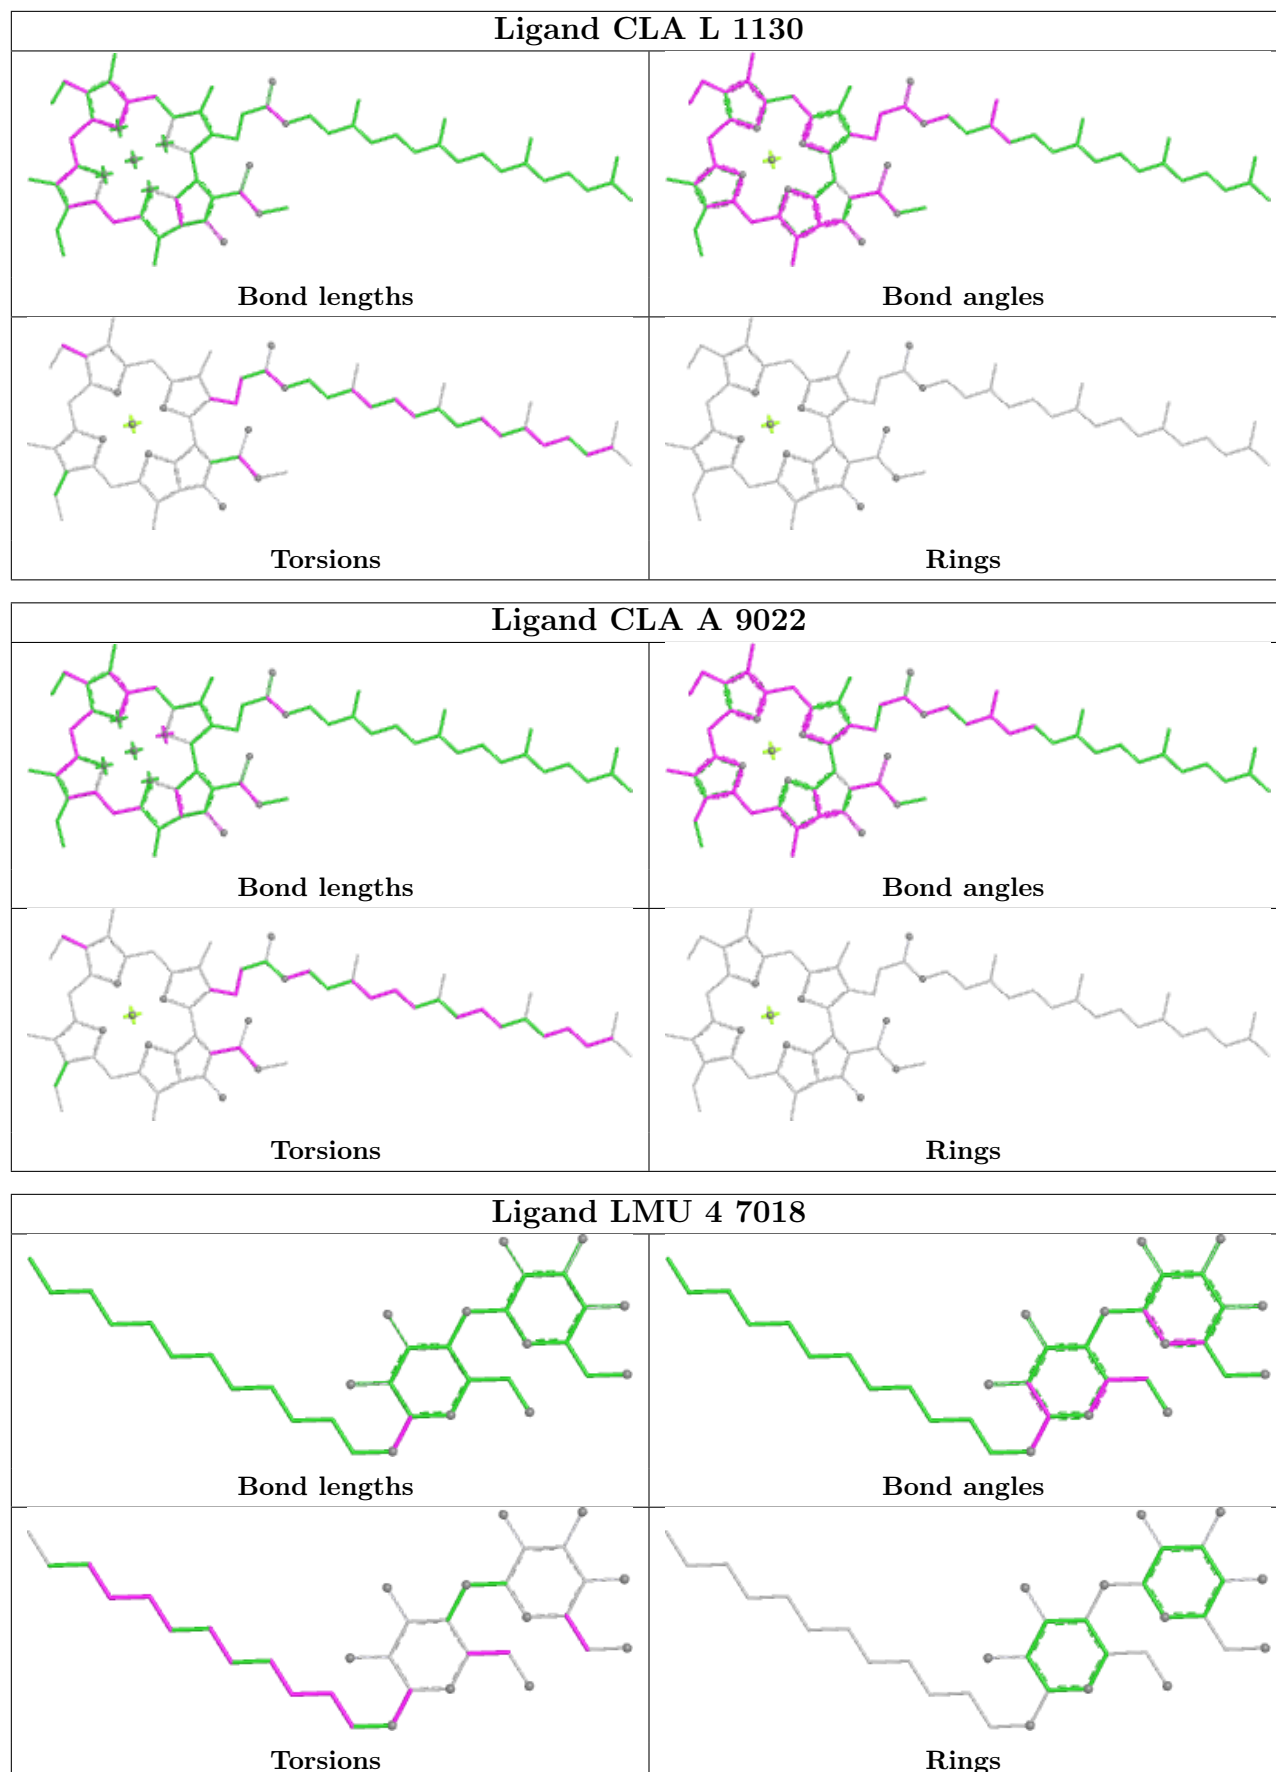 Ligand CLA L 1130
Bond lengths
Bond angles
Torsions
Rings
Ligand CLA A 9022
Bond lengths
Bond angles
Torsions
Rings
Ligand LMU 4 7018
Bond lengths
Bond angles
Torsions
Rings